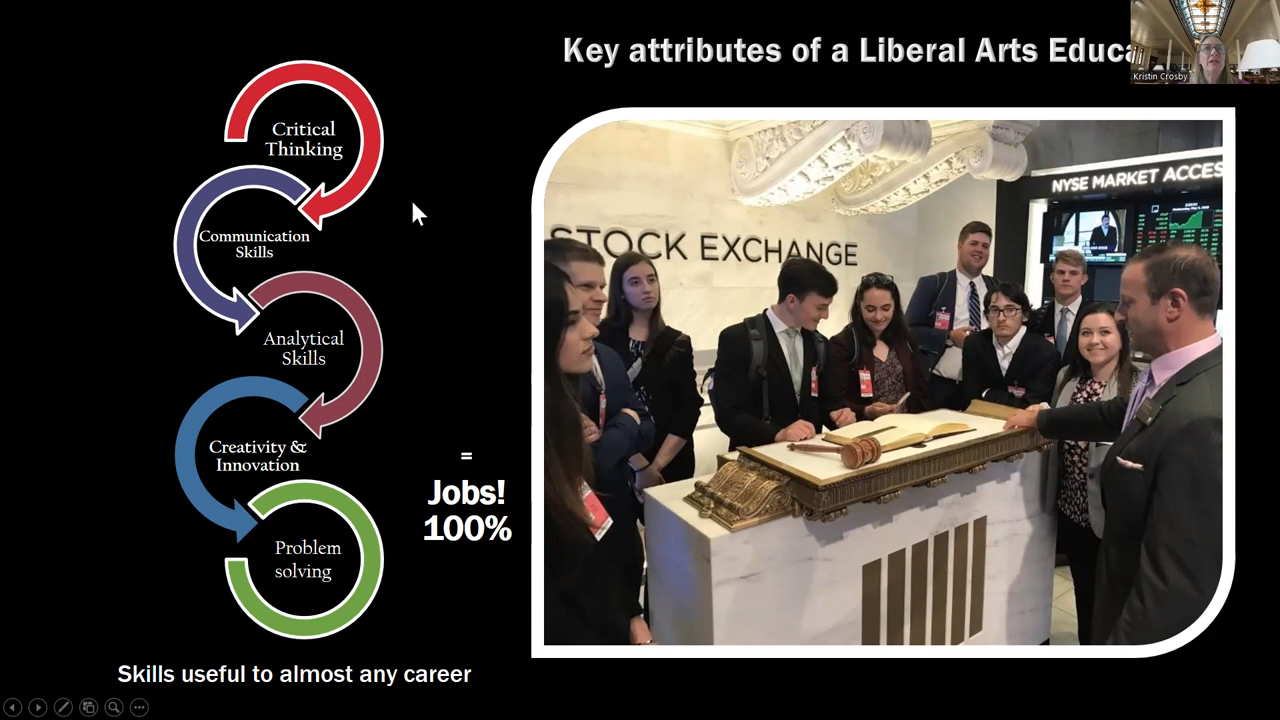 Key attributes of a Liberal Arts Educa
Kristin Crosby
Critical
Thinking
Communication
Skills
Analytical
Skills
Creativity &
Innovation
Problem
solving
=
Jobs!
100%
Skills useful to almost any career
STOCK EXCHANGE
NYSE MARKET ACCES